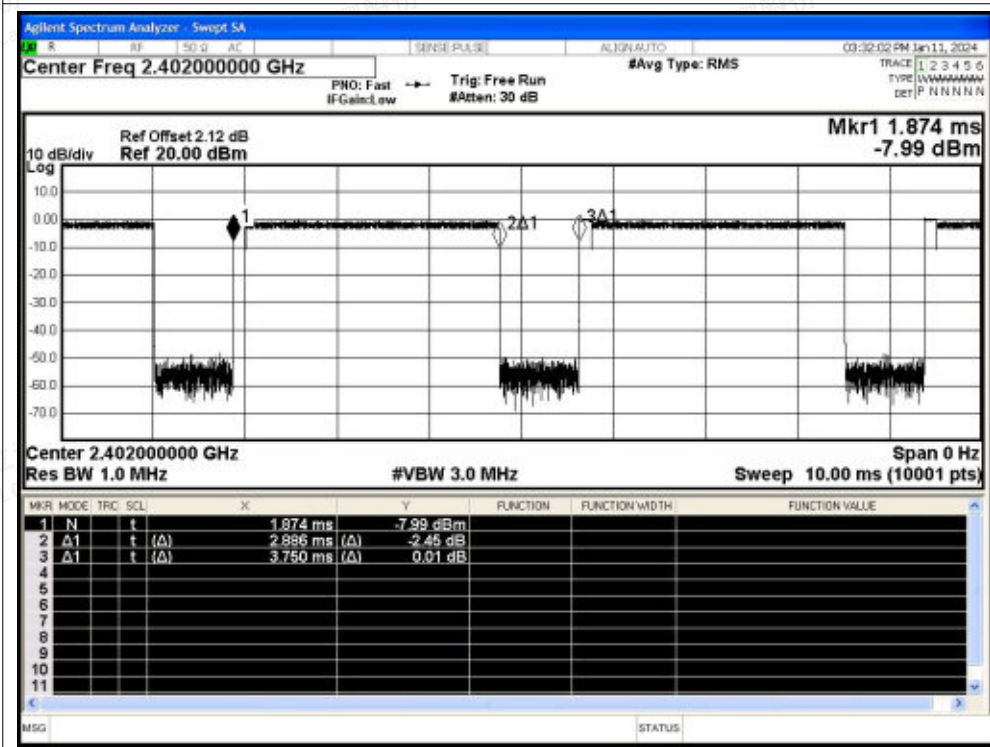 Agilent Spectrum Analyzer - Swept SA
R RF 50 Ω AC SENSE:PULSE ALIGN AUTO 03:32:02 PM Jan 11, 2024
Center Freq 2.402000000 GHz #Avg Type: RMS TRACE 1 2 3 4 5 6
PNO: Fast Trig: Free Run TYPE WWWWWW
IFGain:Low #Atten: 30 dB DET P N N N N N
Mkr1 1.874 ms
Ref Offset 2.12 dB -7.99 dBm
10 dB/div Ref 20.00 dBm
Log
10.0
0.00
1 2Δ1 3Δ1
-10.0
-20.0
-30.0
-40.0
-50.0
-60.0
-70.0
Center 2.402000000 GHz Span 0 Hz
Res BW 1.0 MHz #VBW 3.0 MHz Sweep 10.00 ms (10001 pts)
MKR MODE TRC SCL X Y FUNCTION FUNCTION WIDTH FUNCTION VALUE
1 N t 1.874 ms -7.99 dBm
2 Δ1 t (Δ) 2.886 ms (Δ) -2.45 dB
3 Δ1 t (Δ) 3.750 ms (Δ) 0.01 dB
4
5
6
7
8
9
10
11
MSG STATUS